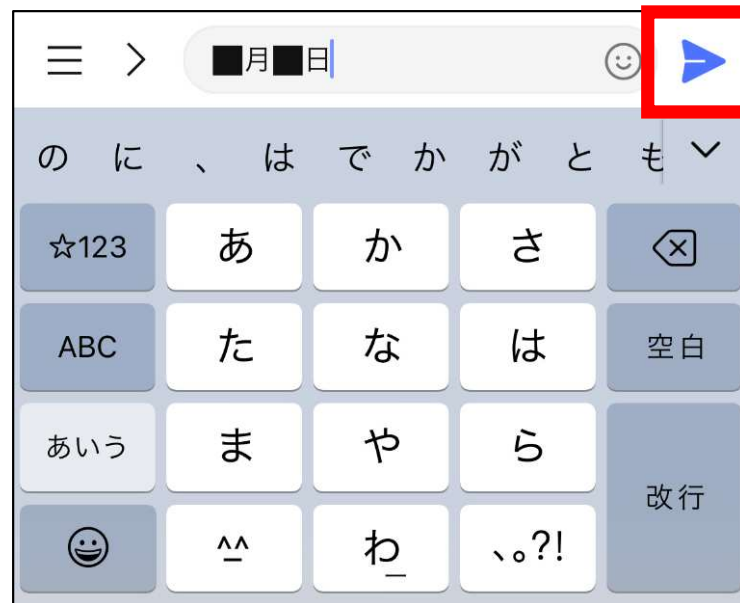 ■月■日
の に 、 は で か が と も
☆123 あ か さ
ABC た な は 空白
あいう ま や ら
改行
^^ わ 、。?!